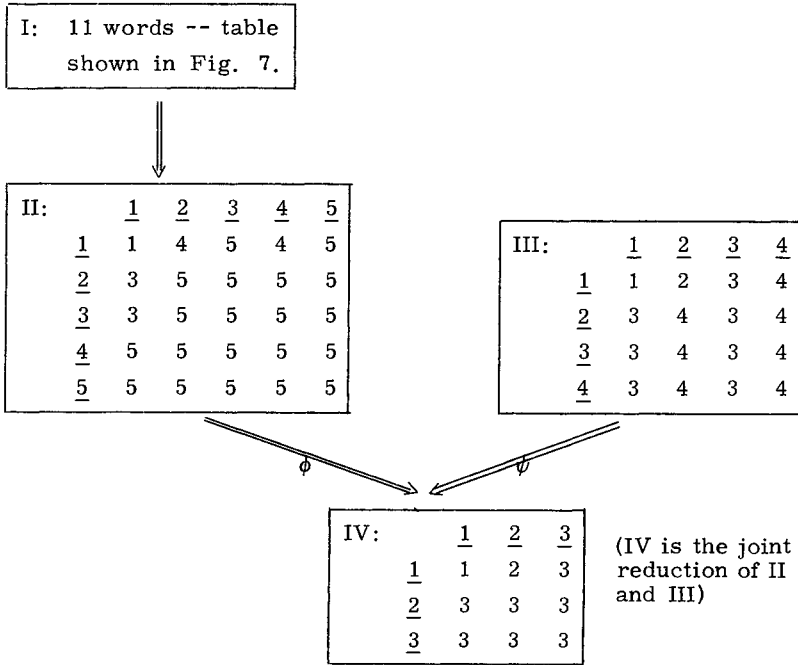 I: 11 words -- table
shown in Fig. 7.
II: 1 2 3 4 5
1 1 4 5 4 5
2 3 5 5 5 5
3 3 5 5 5 5
4 5 5 5 5 5
5 5 5 5 5 5
III: 1 2 3 4
1 1 2 3 4
2 3 4 3 4
3 3 4 3 4
4 3 4 3 4
ϕ
ψ
IV: 1 2 3
1 1 2 3
2 3 3 3
3 3 3 3
(IV is the joint
reduction of II
and III)